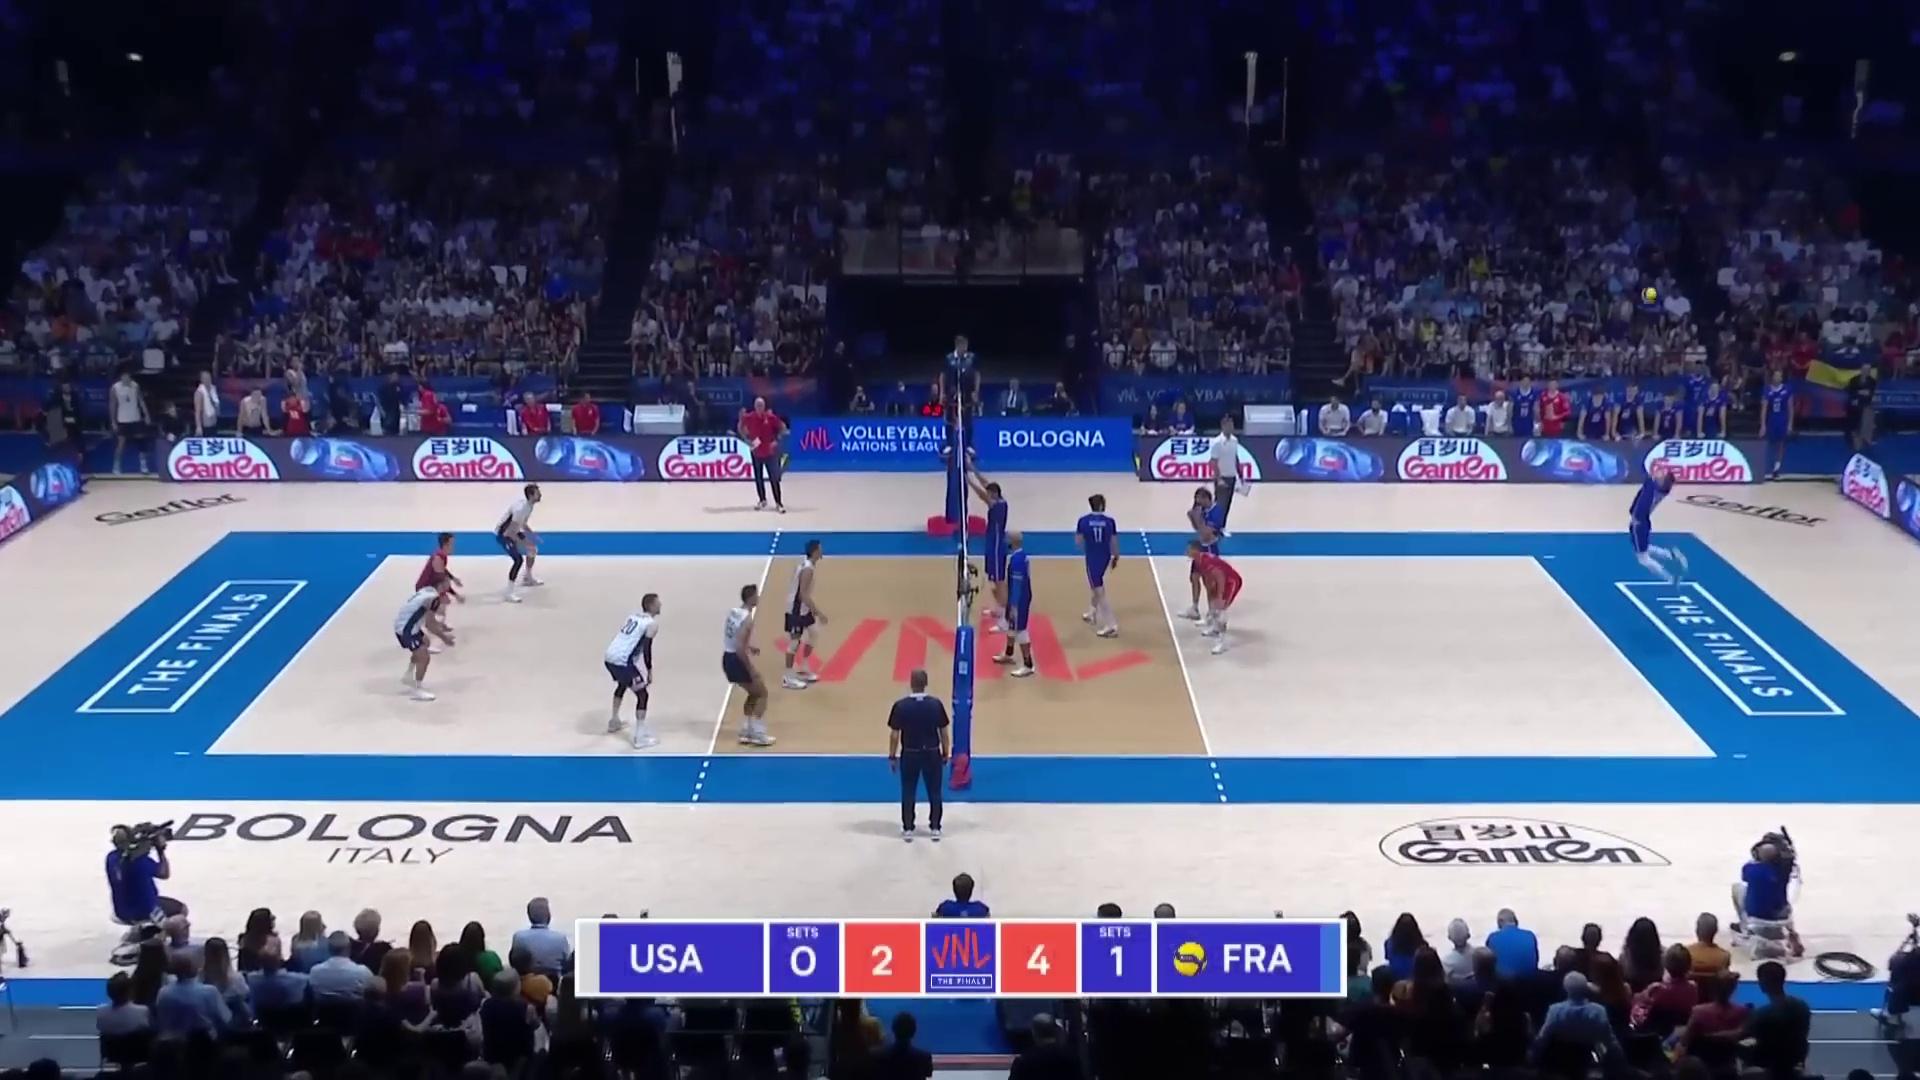 百岁山
Ganten
百岁山
Ganten
百岁山
Ganten
VNL
VOLLEYBALL
NATIONS LEAGUE
BOLOGNA
百岁山
Ganten
百岁山
Ganten
百岁山
Ganten
Gerflor
Gerflor
11
20
THE FINALS
VNL
THE FINALS
BOLOGNA
ITALY
百岁山
Ganten
USA
SETS
0
2
VNL
THE FINALS
4
SETS
1
FRA